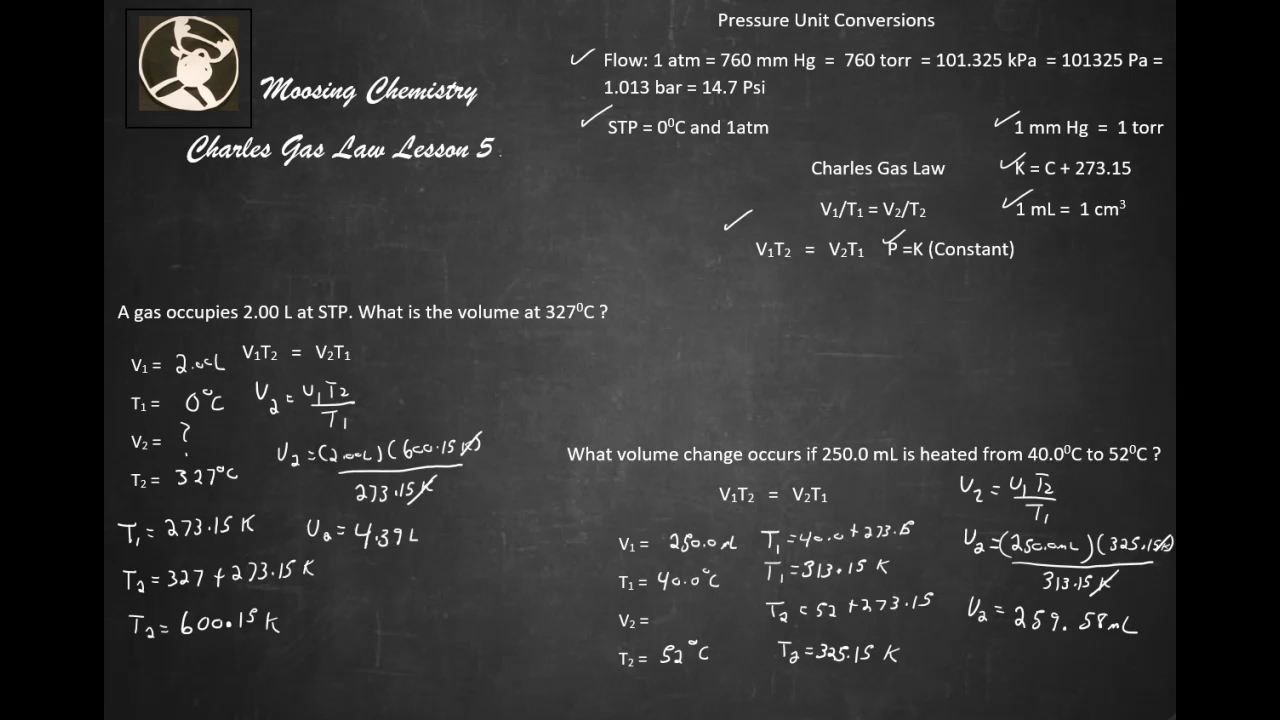 Pressure Unit Conversions
Flow: 1 atm = 760 mm Hg = 760 torr = 101.325 kPa = 101325 Pa =
1.013 bar = 14.7 Psi
STP = 0⁰C and 1atm
1 mm Hg = 1 torr
Moosing Chemistry
Charles Gas Law Lesson 5
Charles Gas Law
K = C + 273.15
V₁/T₁ = V₂/T₂
1 mL = 1 cm³
V₁T₂ = V₂T₁ P =K (Constant)
A gas occupies 2.00 L at STP. What is the volume at 327⁰C ?
V₁T₂ = V₂T₁
V₁ = 2.00L
T₁ = 0°C
V₂ = ?
T₂ = 327°C
V₂ = V₁T₂
T₁
V₂ = (2.00L)(600.15K)
273.15K
V₂ = 4.39L
T₁ = 273.15 K
T₂ = 327 + 273.15 K
T₂ = 600.15 K
What volume change occurs if 250.0 mL is heated from 40.0⁰C to 52⁰C ?
V₁T₂ = V₂T₁
V₁ = 250.0mL
T₁ = 40.0°C
V₂ =
T₂ = 52°C
T₁ = 40.0 + 273.15
T₁ = 313.15 K
T₂ = 52 + 273.15
T₂ = 325.15 K
V₂ = V₁T₂
T₁
V₂ = (250.0mL)(325.15K)
313.15K
V₂ = 259.58mL